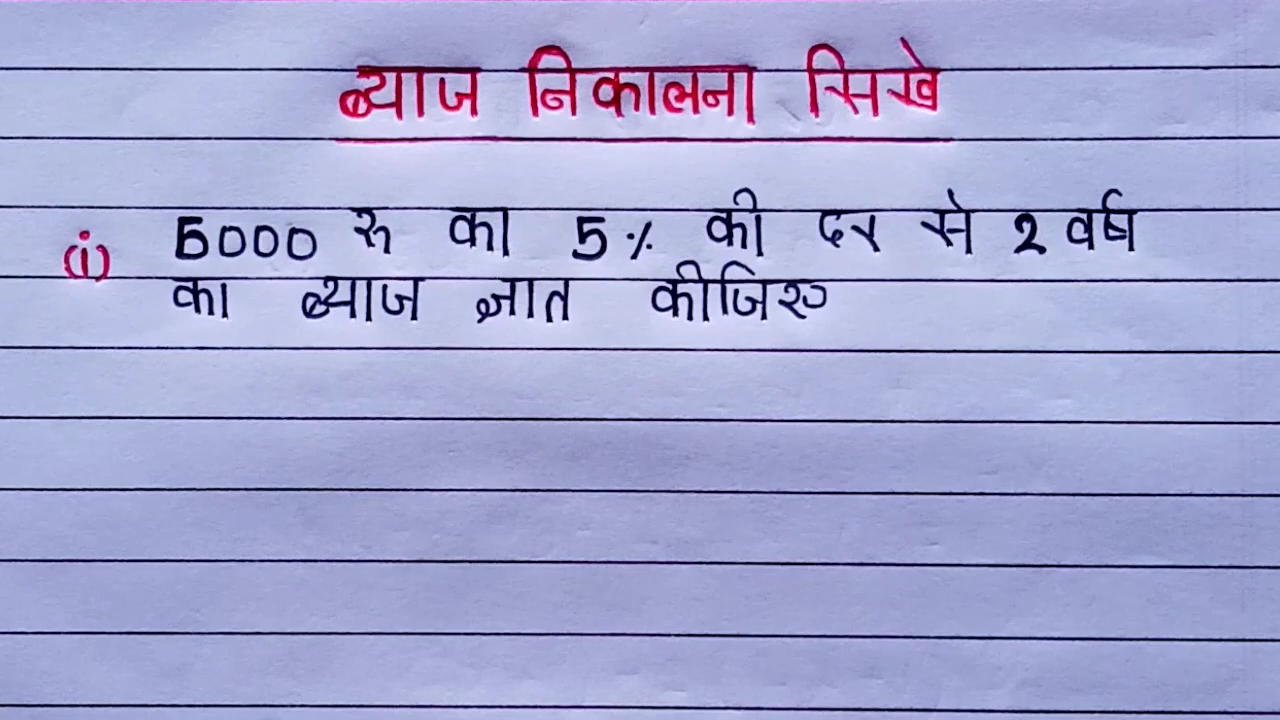 ब्याज निकालना सिखे
(i) 5000 रु का 5% की दर से 2 वर्ष
का ब्याज ज्ञात कीजिए